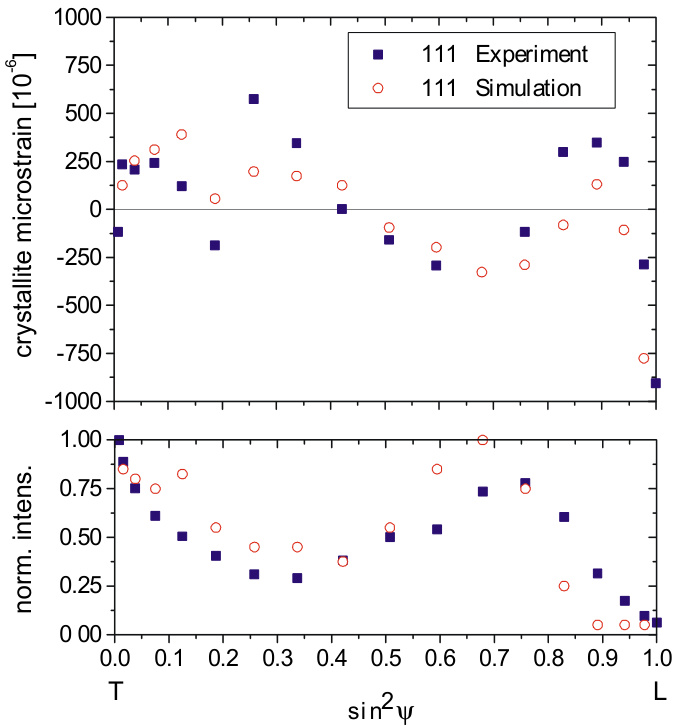 1000
750
500
250
0
-250
-500
-750
-1000
crystallite microstrain [10⁻⁶]
111 Experiment
111 Simulation
1.00
0.75
0.50
0.25
0 00
norm. intens.
0.0 0.1 0.2 0.3 0.4 0.5 0.6 0.7 0.8 0.9 1.0
T L
sin²ψ